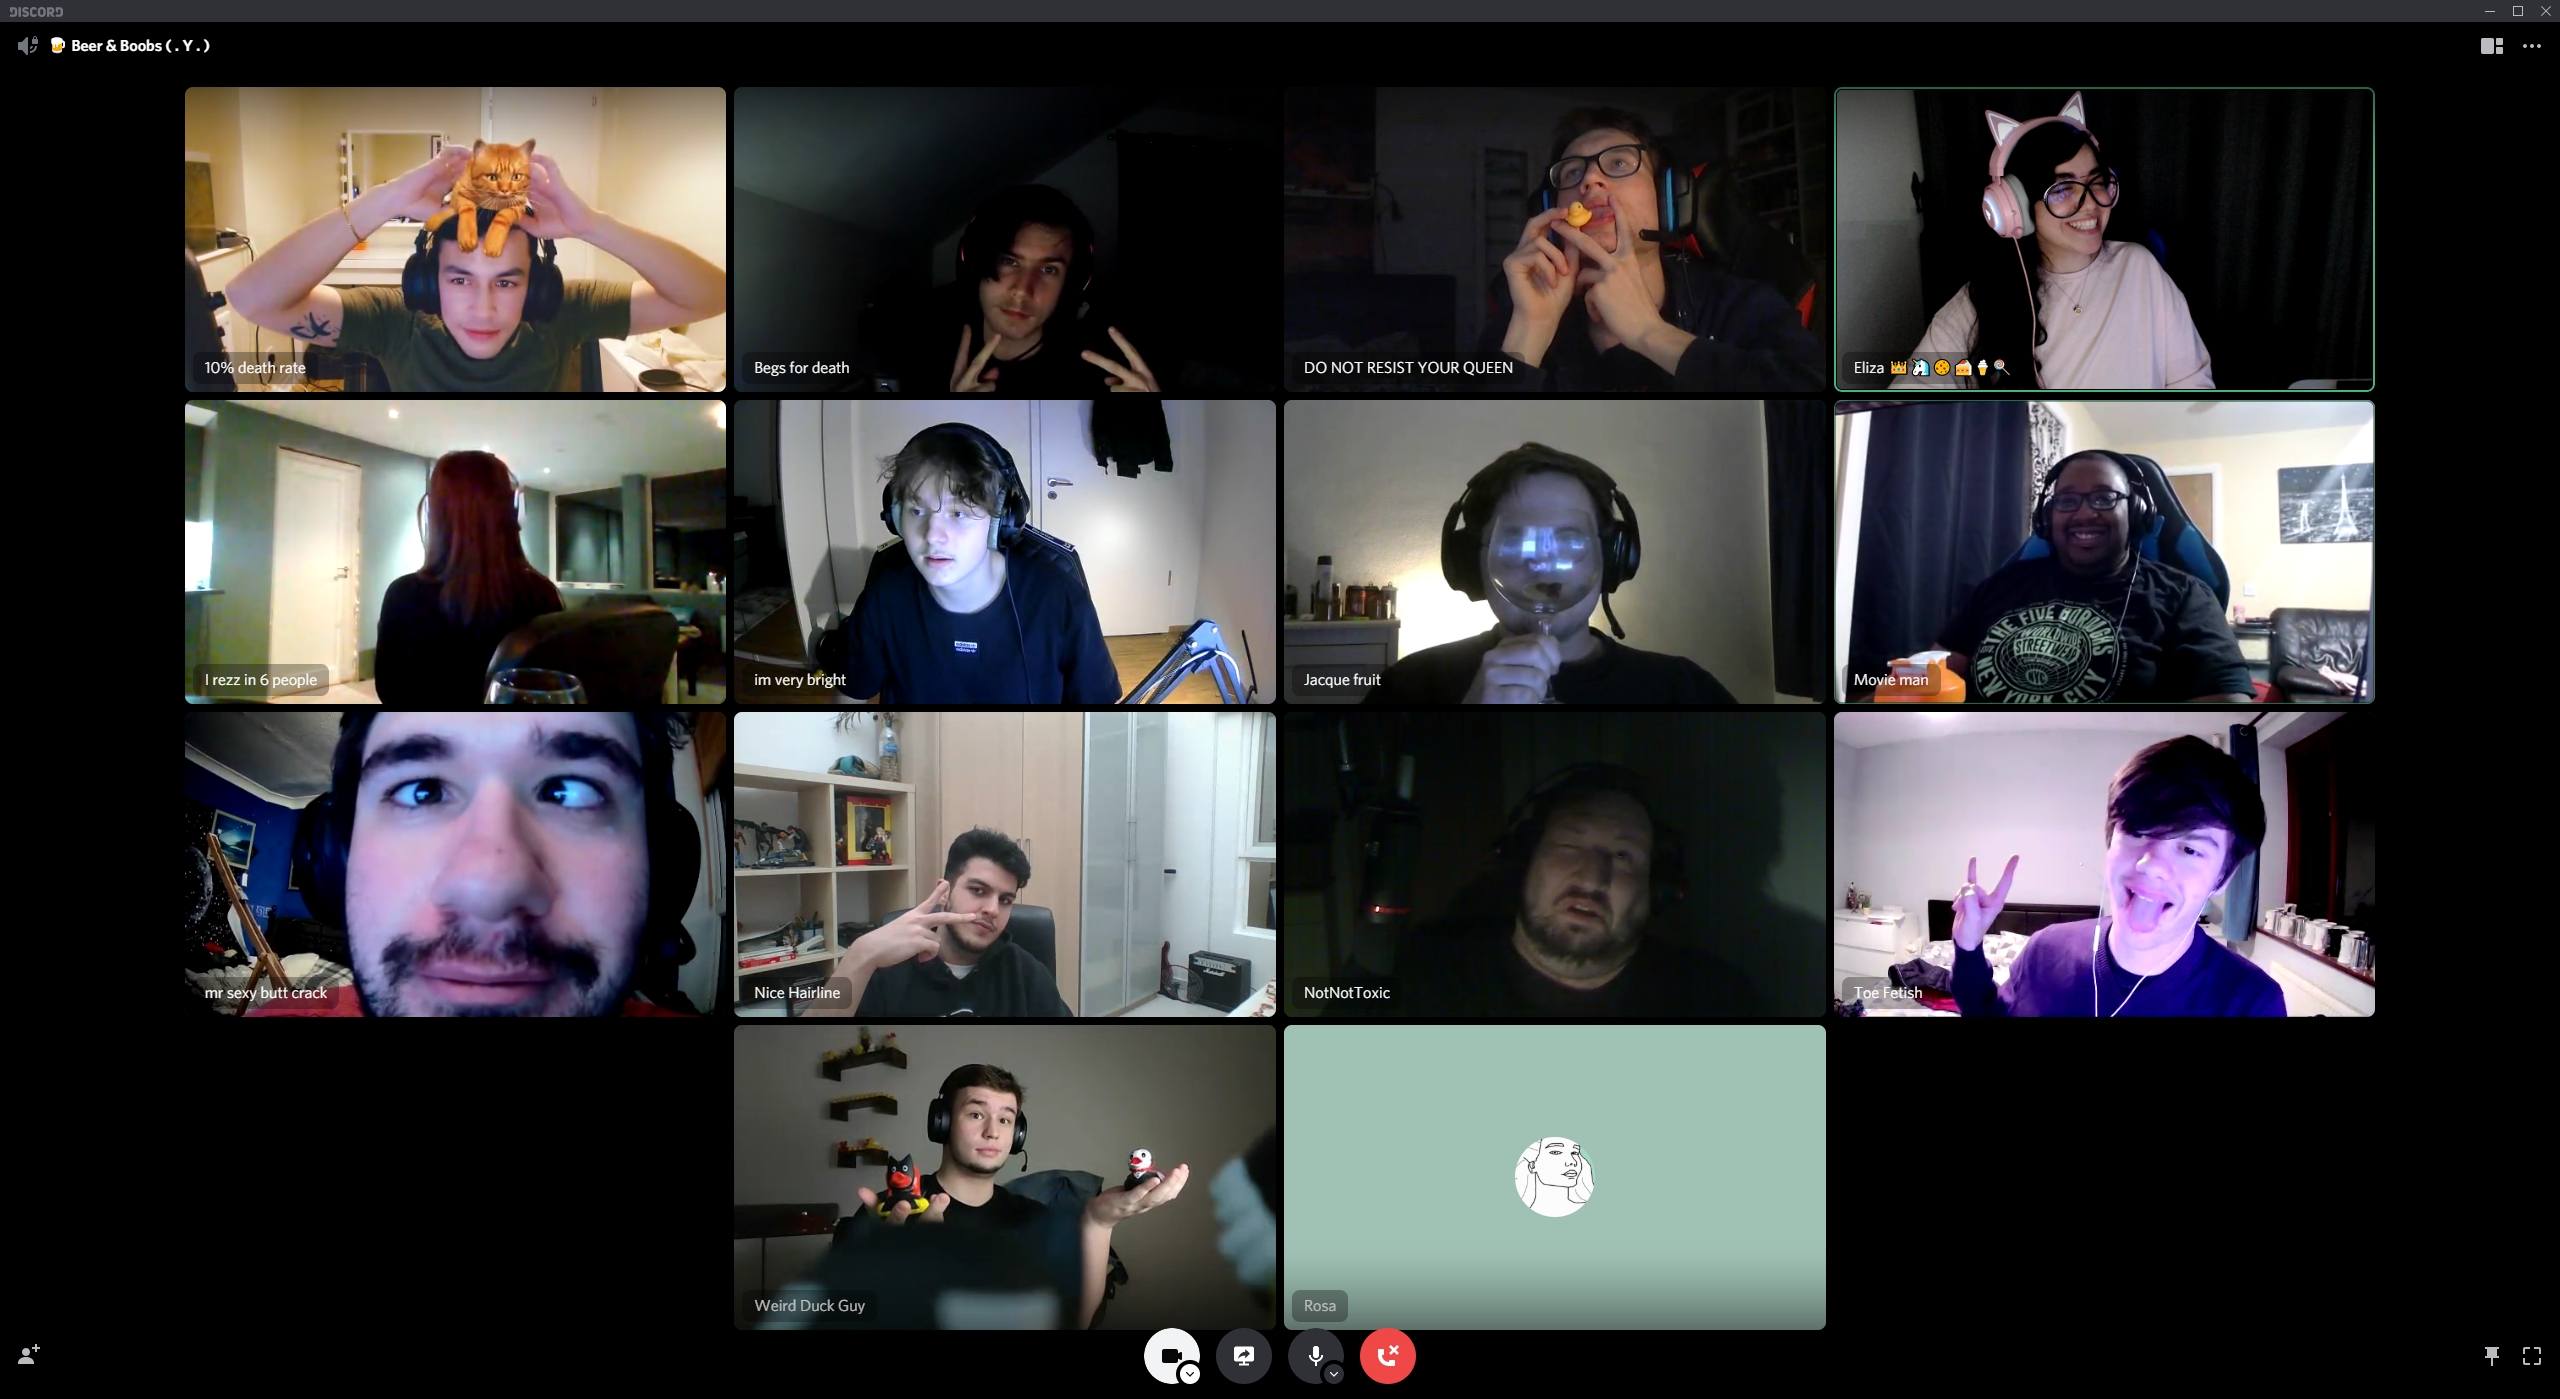 DISCORD
🍺 Beer & Boobs ( . Y . )
10% death rate
Begs for death
DO NOT RESIST YOUR QUEEN
Eliza 👑🦄🍪🍰🍦🍭
I rezz in 6 people
im very bright
Jacque fruit
Movie man
THE FIVE BOROUGHS
WORLDWIDE
STREETWEAR
NYC
NEW YORK CITY
mr sexy butt crack
Nice Hairline
NotNotToxic
Toe Fetish
Marshall
Weird Duck Guy
Rosa